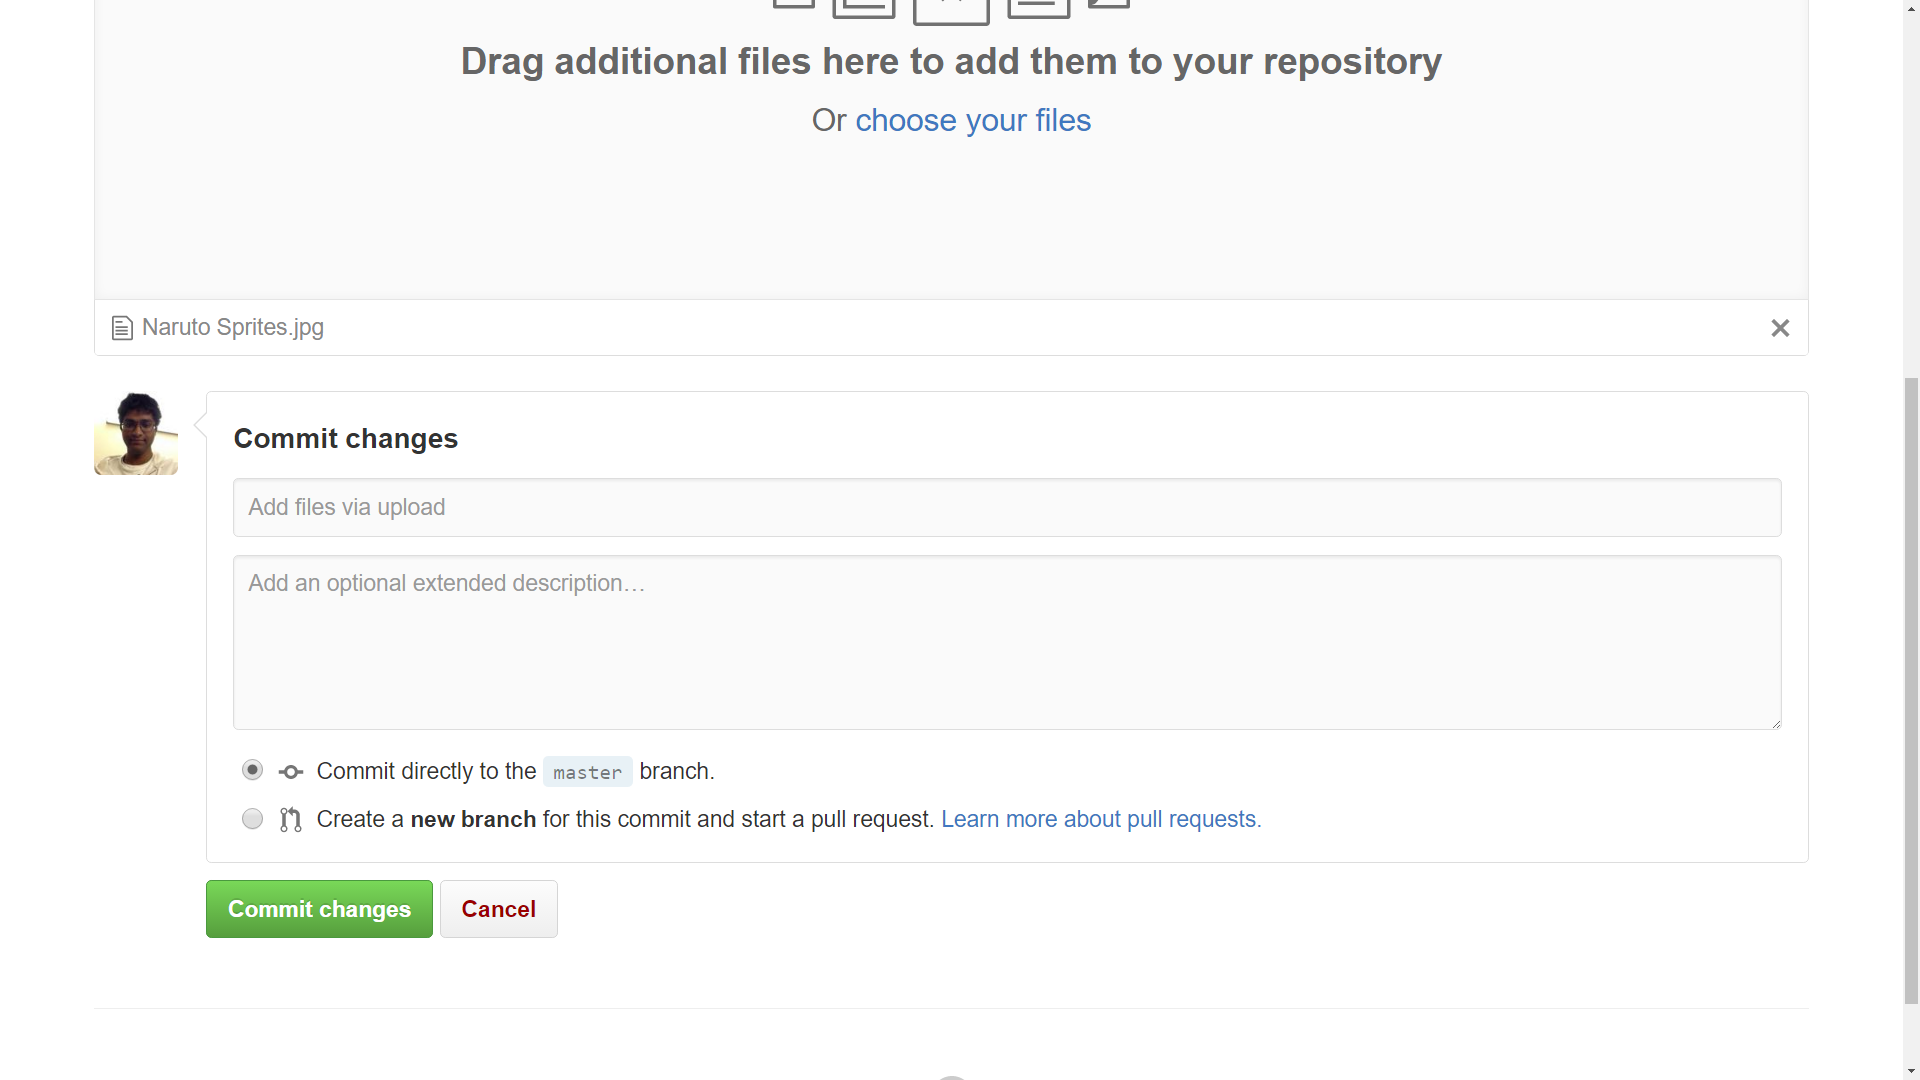 Drag additional files here to add them to your repository
Or choose your files
Naruto Sprites.jpg
Commit changes
Add files via upload
Add an optional extended description…
Commit directly to the master branch.
Create a new branch for this commit and start a pull request. Learn more about pull requests.
Commit changes Cancel